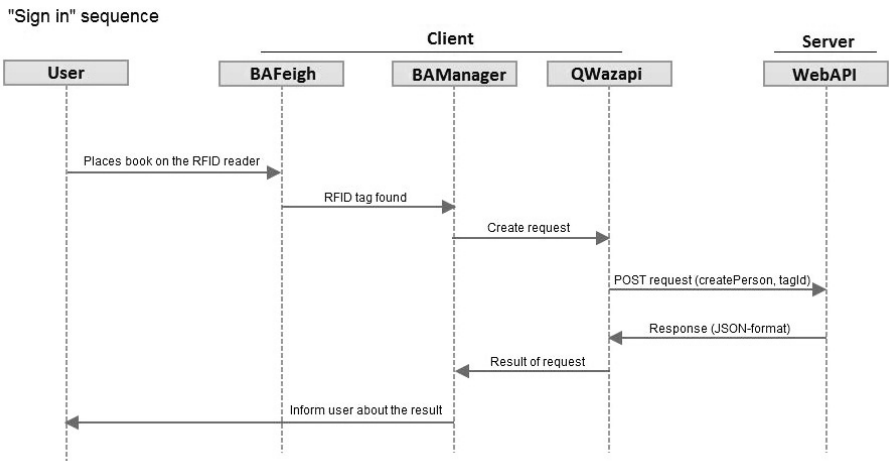 "Sign in" sequence
Client
Server
User
BAFeigh
BAManager
QWazapi
WebAPI
Places book on the RFID reader
RFID tag found
Create request
POST request (createPerson, tagId)
Response (JSON-format)
Result of request
Inform user about the result